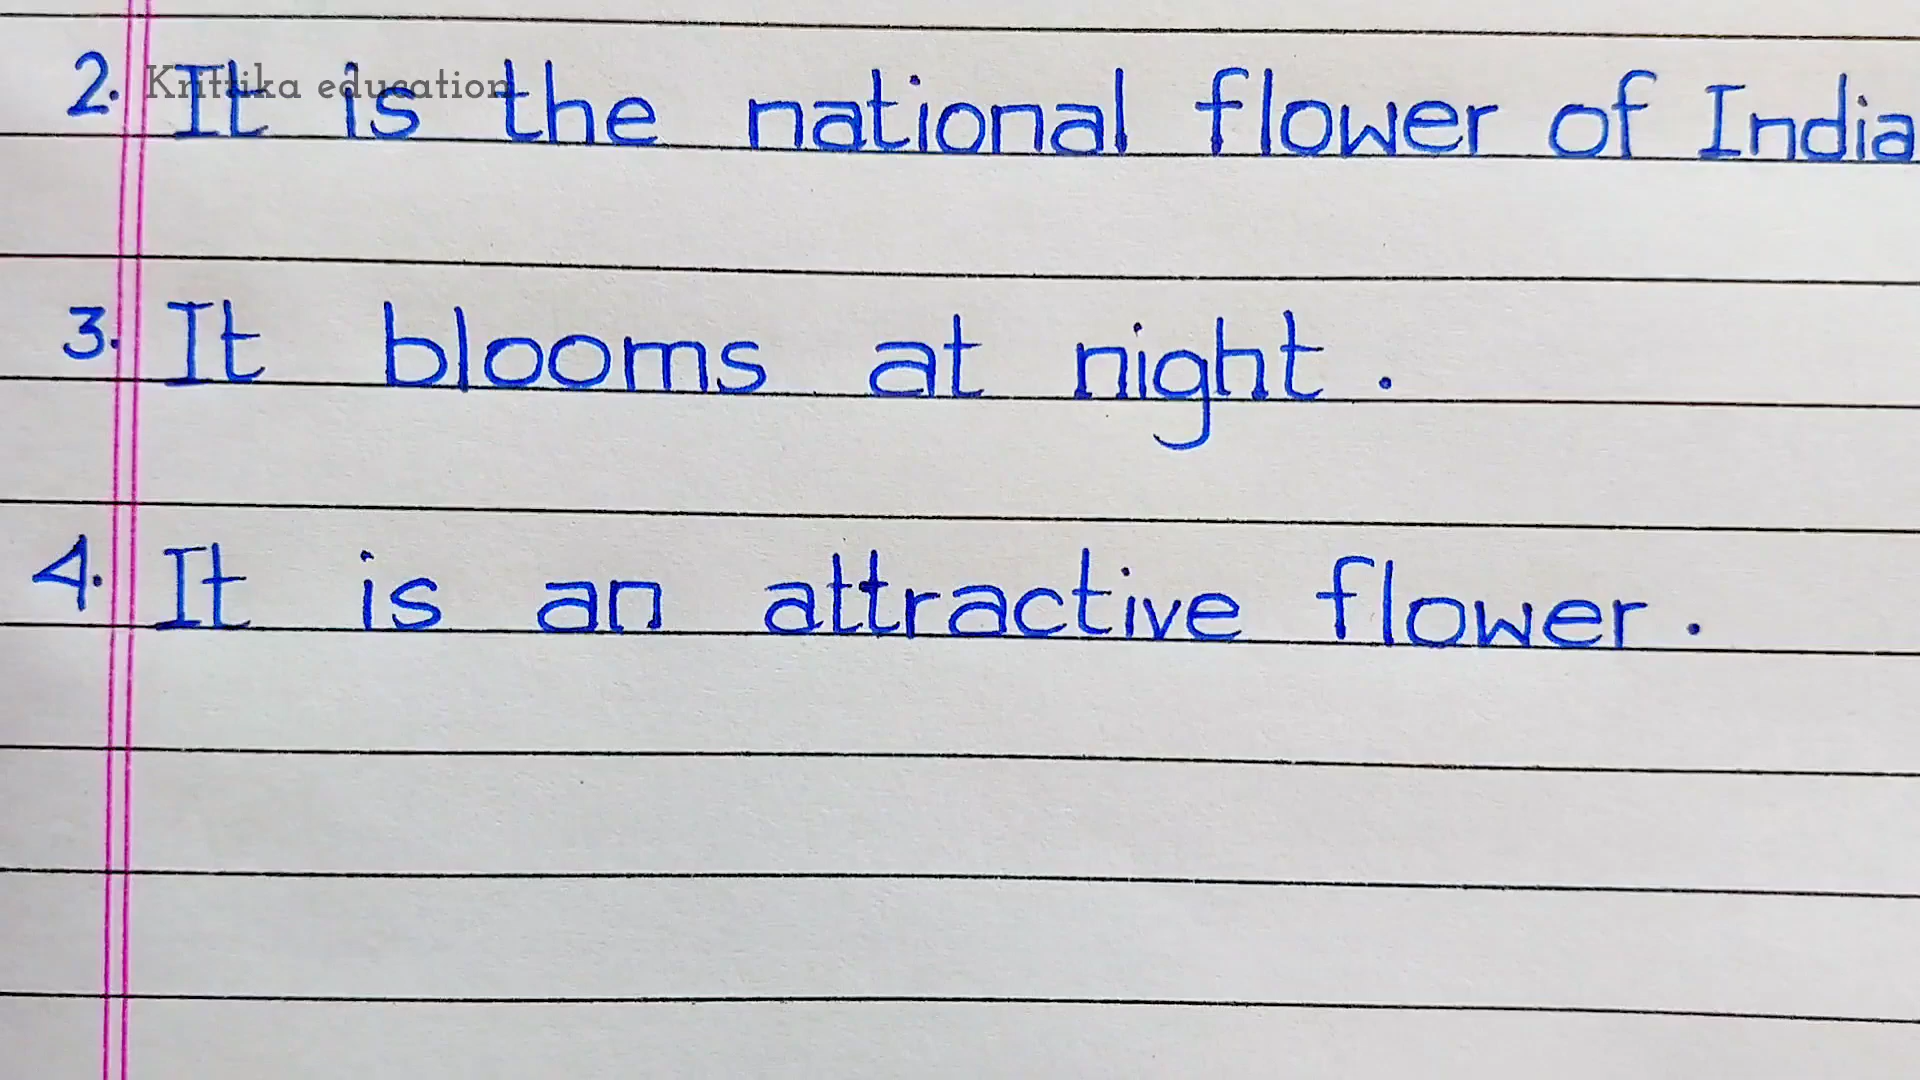 Krittika education
2. It is the national flower of India
3. It blooms at night.
4. It is an attractive flower.